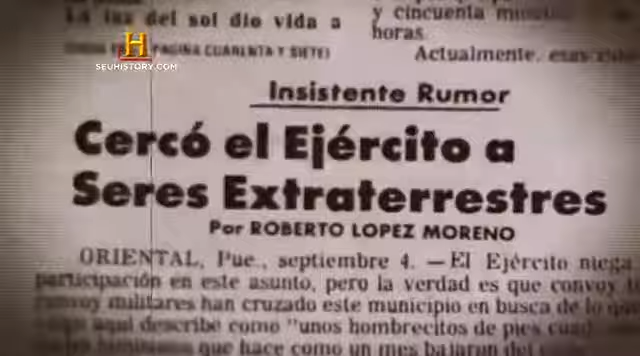 La luz del sol dio vida a
y cincuenta
horas.
PAGINA CUARENTA Y SIETE)
Actualmente, esas
H
SEUHISTORY.COM
Insistente Rumor
Cercó el Ejército a
Seres Extraterrestres
Por ROBERTO LOPEZ MORENO
ORIENTAL, Pue., septiembre 4. —El Ejército niega
participación en este asunto, pero la verdad es que convoy
convoy militares han cruzado este municipio en busca de lo
aquí describe como "unos hombrecitos de pies
que hace como un mes bajaron del